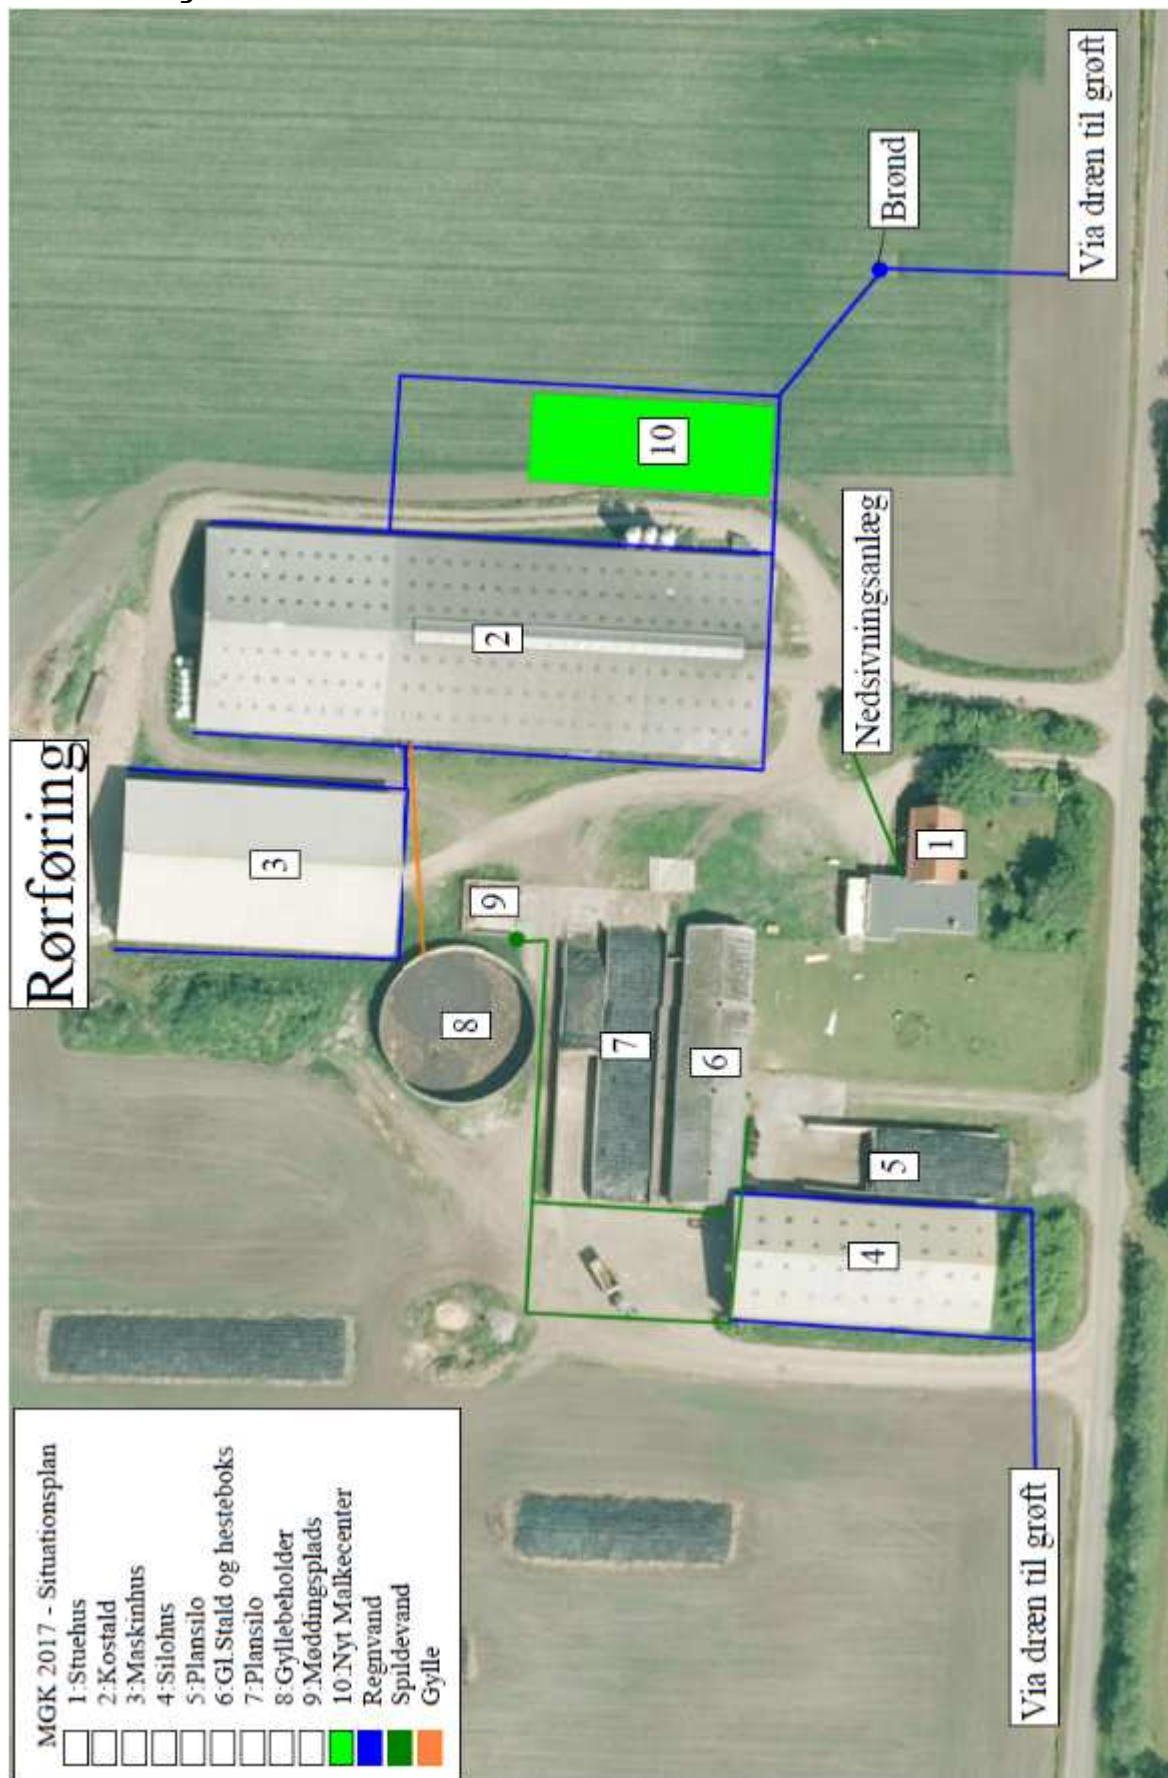 Rørføring
MGK 2017 - Situationsplan
1:Stuehus
2:Kostald
3:Maskinhus
4:Silohus
5:Plansilo
6:Gl.Stald og hesteboks
7:Plansilo
8:Gyllebeholder
9:Møddingsplads
10:Nyt Malkecenter
Regnvand
Spildevand
Gylle
3
2
10
9
8
7
6
5
4
1
Nedsivningsanlæg
Brønd
Via dræn til grøft
Via dræn til grøft